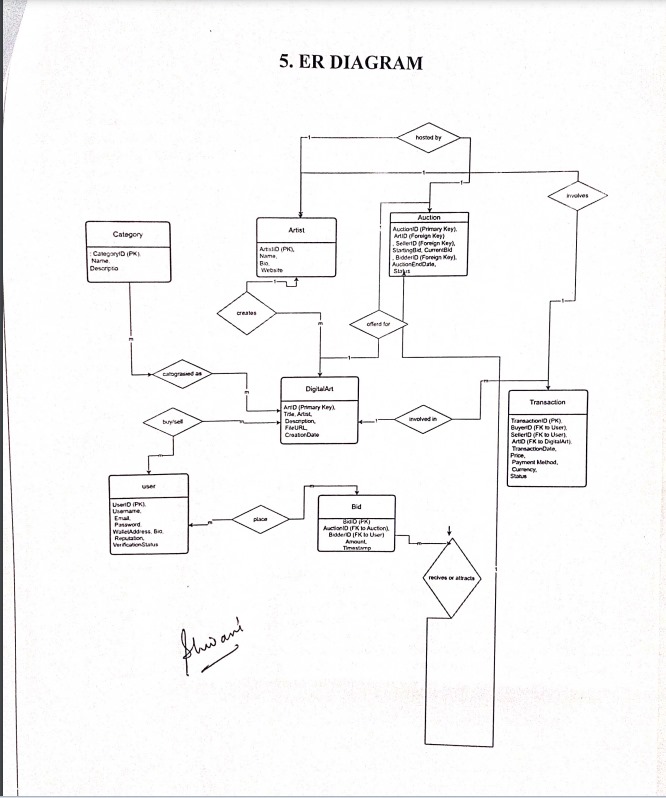 5. ER DIAGRAM
hosted by
1
1
1
involves
Category
: CategoryID (PK).
Name,
Descriptio
Artist
ArtistID (PK),
Name,
Bio,
Website
Auction
AuctionID (Primary Key),
ArtID (Foreign Key)
, SellerID (Foreign Key),
StartingBid, CurrentBid
, BidderID (Foreign Key),
AuctionEndDate,
Status
1
creates
m
offerd for
1
1
m
catograsied as
m
m
DigitalArt
ArtID (Primary Key),
Title, Artist,
Description,
FileURL,
CreationDate
buy/sell
m
1
involved in
Transaction
TransactionID (PK),
BuyerID (FK to User),
SellerID (FK to User),
ArtID (FK to DigitalArt),
TransactionDate,
Price,
Payment Method,
Currency,
Status
m
user
UserID (PK),
Username,
Email,
Password,
WalletAddress, Bio,
Reputation,
VerificationStatus
m
place
m
Bid
BidID (PK)
AuctionID (FK to Auction),
BidderID (FK to User)
Amount,
Timestamp
m
recives or attracts